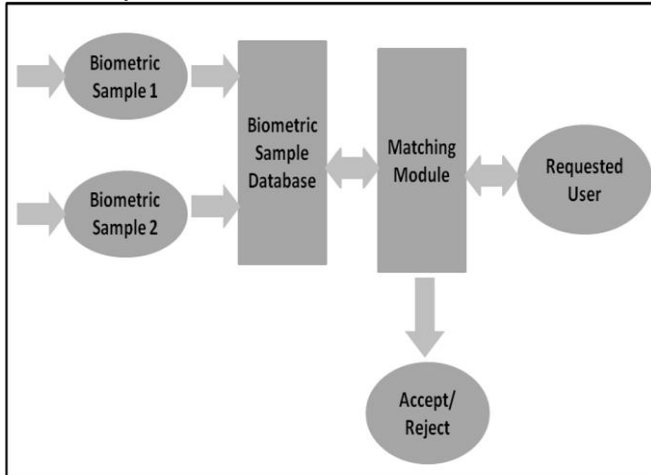 Biometric
Sample 1
Biometric
Sample 2
Biometric
Sample
Database
Matching
Module
Requested
User
Accept/
Reject